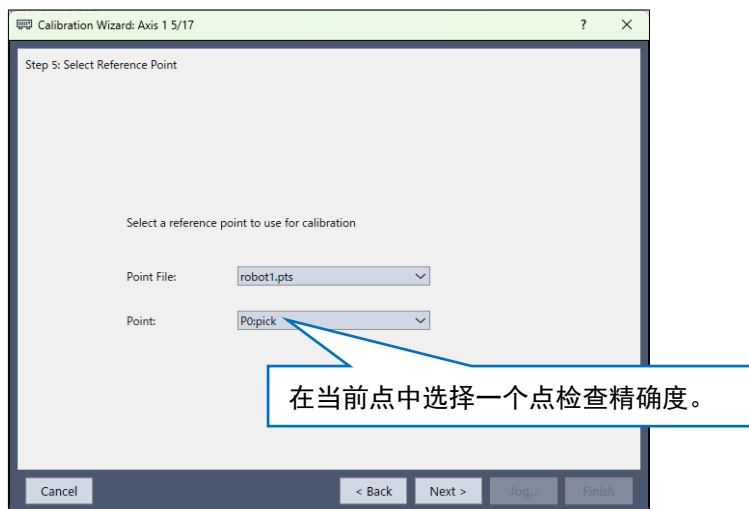 Calibration Wizard: Axis 1 5/17
Step 5: Select Reference Point
Select a reference point to use for calibration
Point File: robot1.pts
Point: P0:pick
在当前点中选择一个点检查精确度。
Cancel < Back Next > Jog... Finish